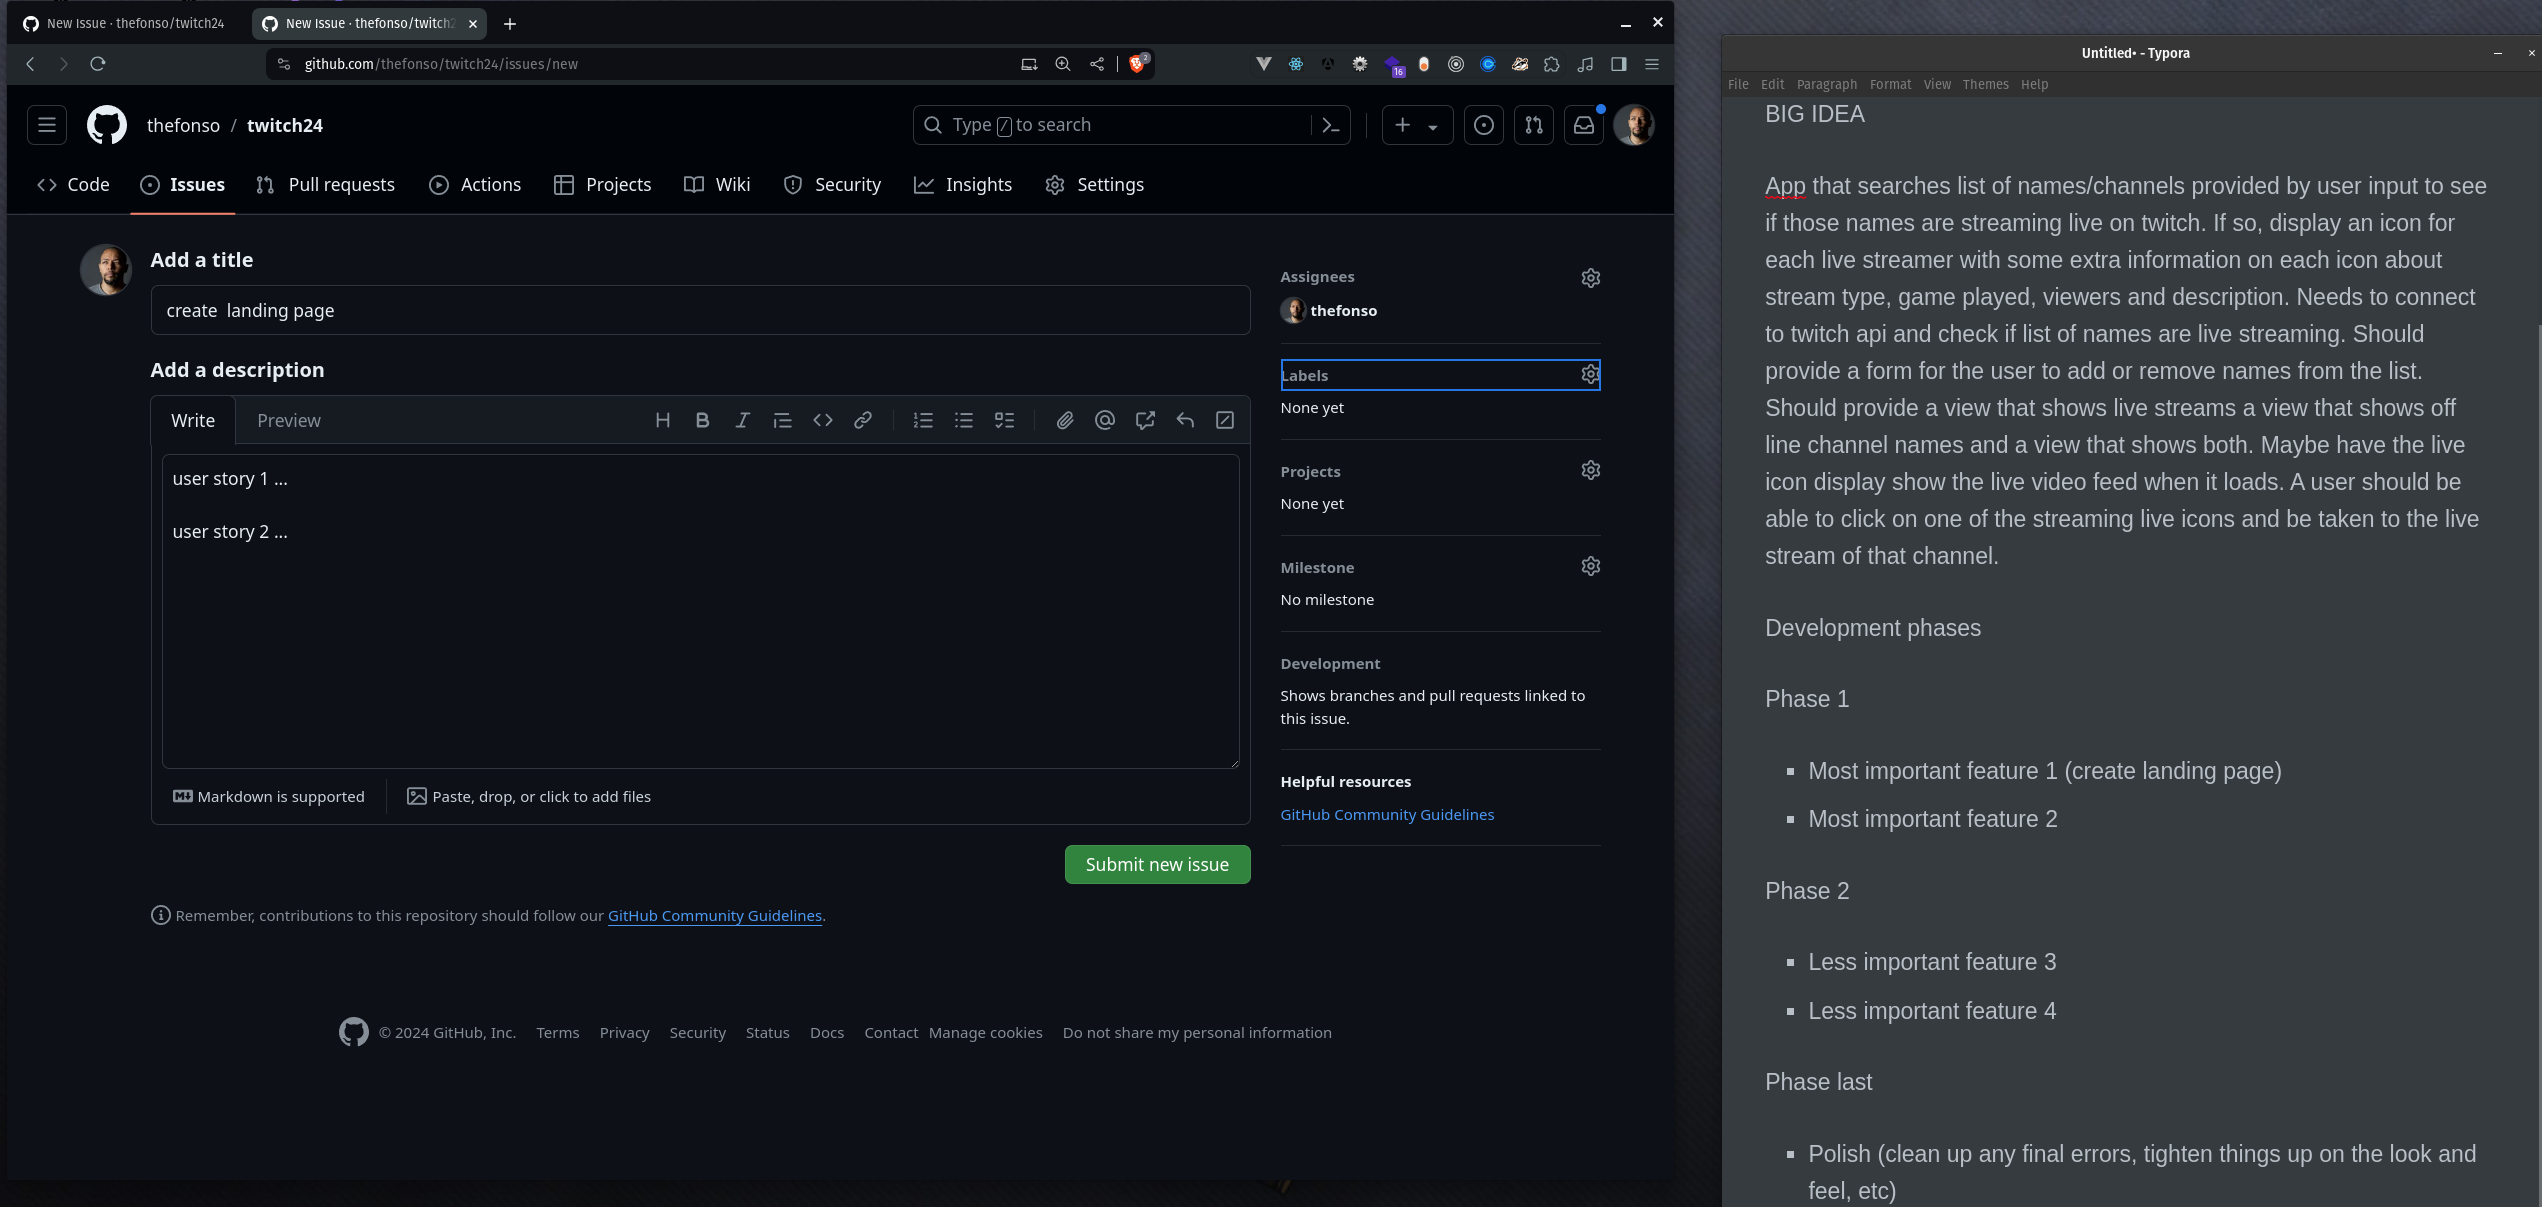 New Issue · thefonso/twitch24
New Issue · thefonso/twitch2
github.com/thefonso/twitch24/issues/new
2
16
thefonso / twitch24
Type / to search
Code
Issues
Pull requests
Actions
Projects
Wiki
Security
Insights
Settings
Add a title
create  landing page
Add a description
Write
Preview
user story 1 ...
user story 2 ...
Markdown is supported
Paste, drop, or click to add files
Submit new issue
Remember, contributions to this repository should follow our GitHub Community Guidelines.
Assignees
thefonso
Labels
None yet
Projects
None yet
Milestone
No milestone
Development
Shows branches and pull requests linked to
this issue.
Helpful resources
GitHub Community Guidelines
© 2024 GitHub, Inc.
Terms
Privacy
Security
Status
Docs
Contact
Manage cookies
Do not share my personal information
Untitled• - Typora
File Edit Paragraph Format View Themes Help
BIG IDEA
App that searches list of names/channels provided by user input to see
if those names are streaming live on twitch. If so, display an icon for
each live streamer with some extra information on each icon about
stream type, game played, viewers and description. Needs to connect
to twitch api and check if list of names are live streaming. Should
provide a form for the user to add or remove names from the list.
Should provide a view that shows live streams a view that shows off
line channel names and a view that shows both. Maybe have the live
icon display show the live video feed when it loads. A user should be
able to click on one of the streaming live icons and be taken to the live
stream of that channel.
Development phases
Phase 1
Most important feature 1 (create landing page)
Most important feature 2
Phase 2
Less important feature 3
Less important feature 4
Phase last
Polish (clean up any final errors, tighten things up on the look and
feel, etc)